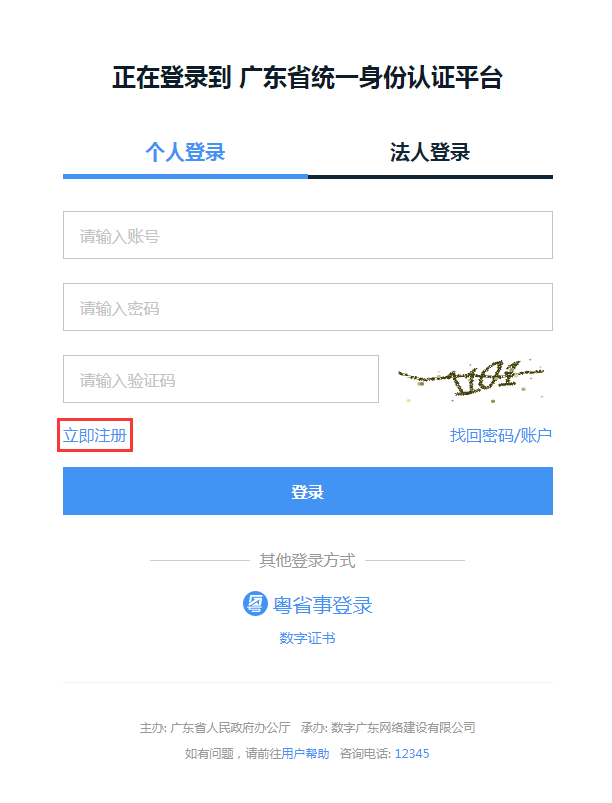 正在登录到 广东省统一身份认证平台
个人登录 法人登录
请输入账号
请输入密码
请输入验证码
立即注册 找回密码/账户
登录
其他登录方式
粤 粤省事登录
数字证书
主办: 广东省人民政府办公厅 承办: 数字广东网络建设有限公司
如有问题，请前往用户帮助 咨询电话: 12345